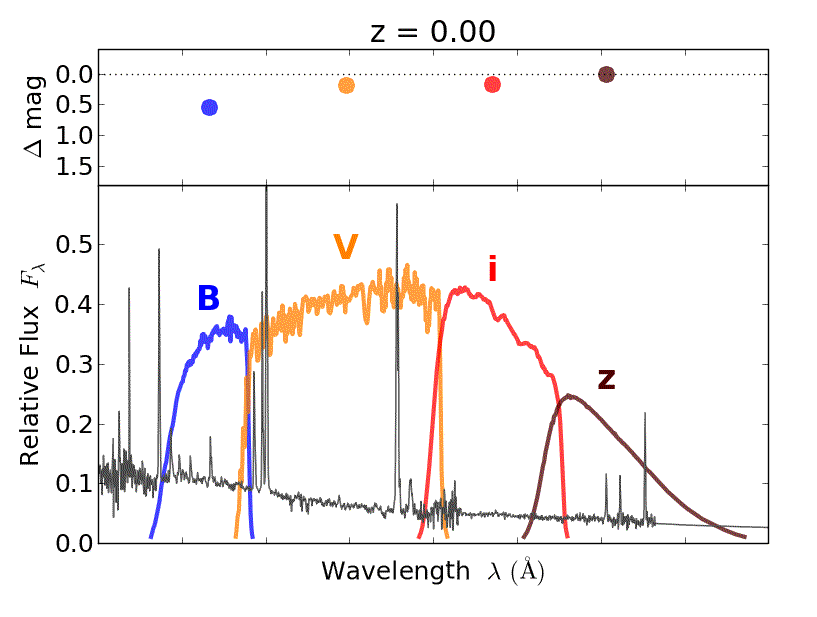 z = 0.00
Δ mag
0.0
0.5
1.0
1.5
Relative Flux Fλ
0.5
0.4
0.3
0.2
0.1
0.0
B
V
i
z
Wavelength λ (Å)